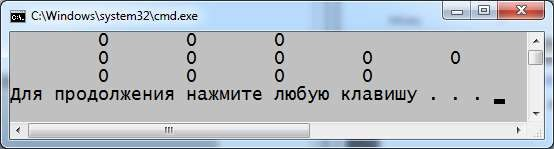 C:\Windows\system32\cmd.exe
0 0 0
0 0 0 0 0
0 0 0 0
Для продолжения нажмите любую клавишу . . .